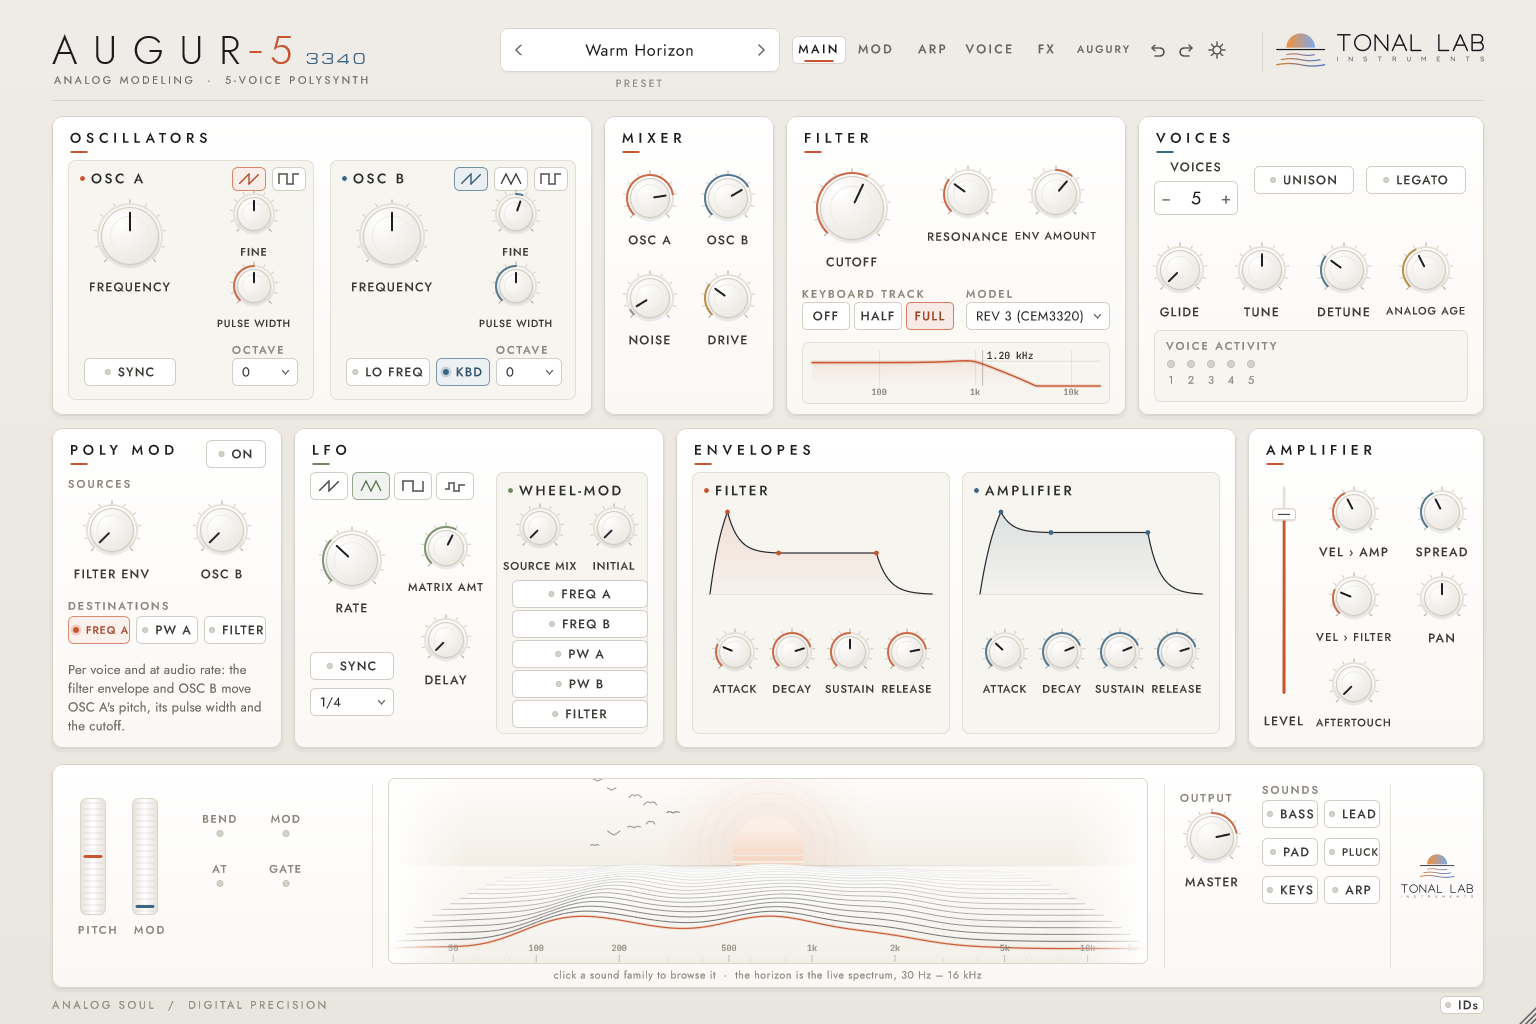 AUGUR-5 3340
ANALOG MODELING · 5-VOICE POLYSYNTH
Warm Horizon
PRESET
MAIN MOD ARP VOICE FX AUGURY
TONAL LAB
INSTRUMENTS
OSCILLATORS
OSC A
FINE
FREQUENCY
PULSE WIDTH
OCTAVE
SYNC
0
OSC B
FINE
FREQUENCY
PULSE WIDTH
OCTAVE
LO FREQ
KBD
0
MIXER
OSC A
OSC B
NOISE
DRIVE
FILTER
RESONANCE
ENV AMOUNT
CUTOFF
KEYBOARD TRACK
MODEL
OFF
HALF
FULL
REV 3 (CEM3320)
1.20 kHz
100
1k
10k
VOICES
VOICES
− 5 +
UNISON
LEGATO
GLIDE
TUNE
DETUNE
ANALOG AGE
VOICE ACTIVITY
1 2 3 4 5
POLY MOD
ON
SOURCES
FILTER ENV
OSC B
DESTINATIONS
FREQ A
PW A
FILTER
Per voice and at audio rate: the
filter envelope and OSC B move
OSC A's pitch, its pulse width and
the cutoff.
LFO
RATE
MATRIX AMT
SYNC
DELAY
1/4
WHEEL-MOD
SOURCE MIX
INITIAL
FREQ A
FREQ B
PW A
PW B
FILTER
ENVELOPES
FILTER
ATTACK
DECAY
SUSTAIN
RELEASE
AMPLIFIER
ATTACK
DECAY
SUSTAIN
RELEASE
AMPLIFIER
VEL › AMP
SPREAD
VEL › FILTER
PAN
LEVEL
AFTERTOUCH
PITCH
MOD
BEND
MOD
AT
GATE
50 100 200 500 1k 2k 5k 10k
click a sound family to browse it · the horizon is the live spectrum, 30 Hz – 16 kHz
OUTPUT
MASTER
SOUNDS
BASS
LEAD
PAD
PLUCK
KEYS
ARP
TONAL LAB
INSTRUMENTS
ANALOG SOUL / DIGITAL PRECISION
IDs